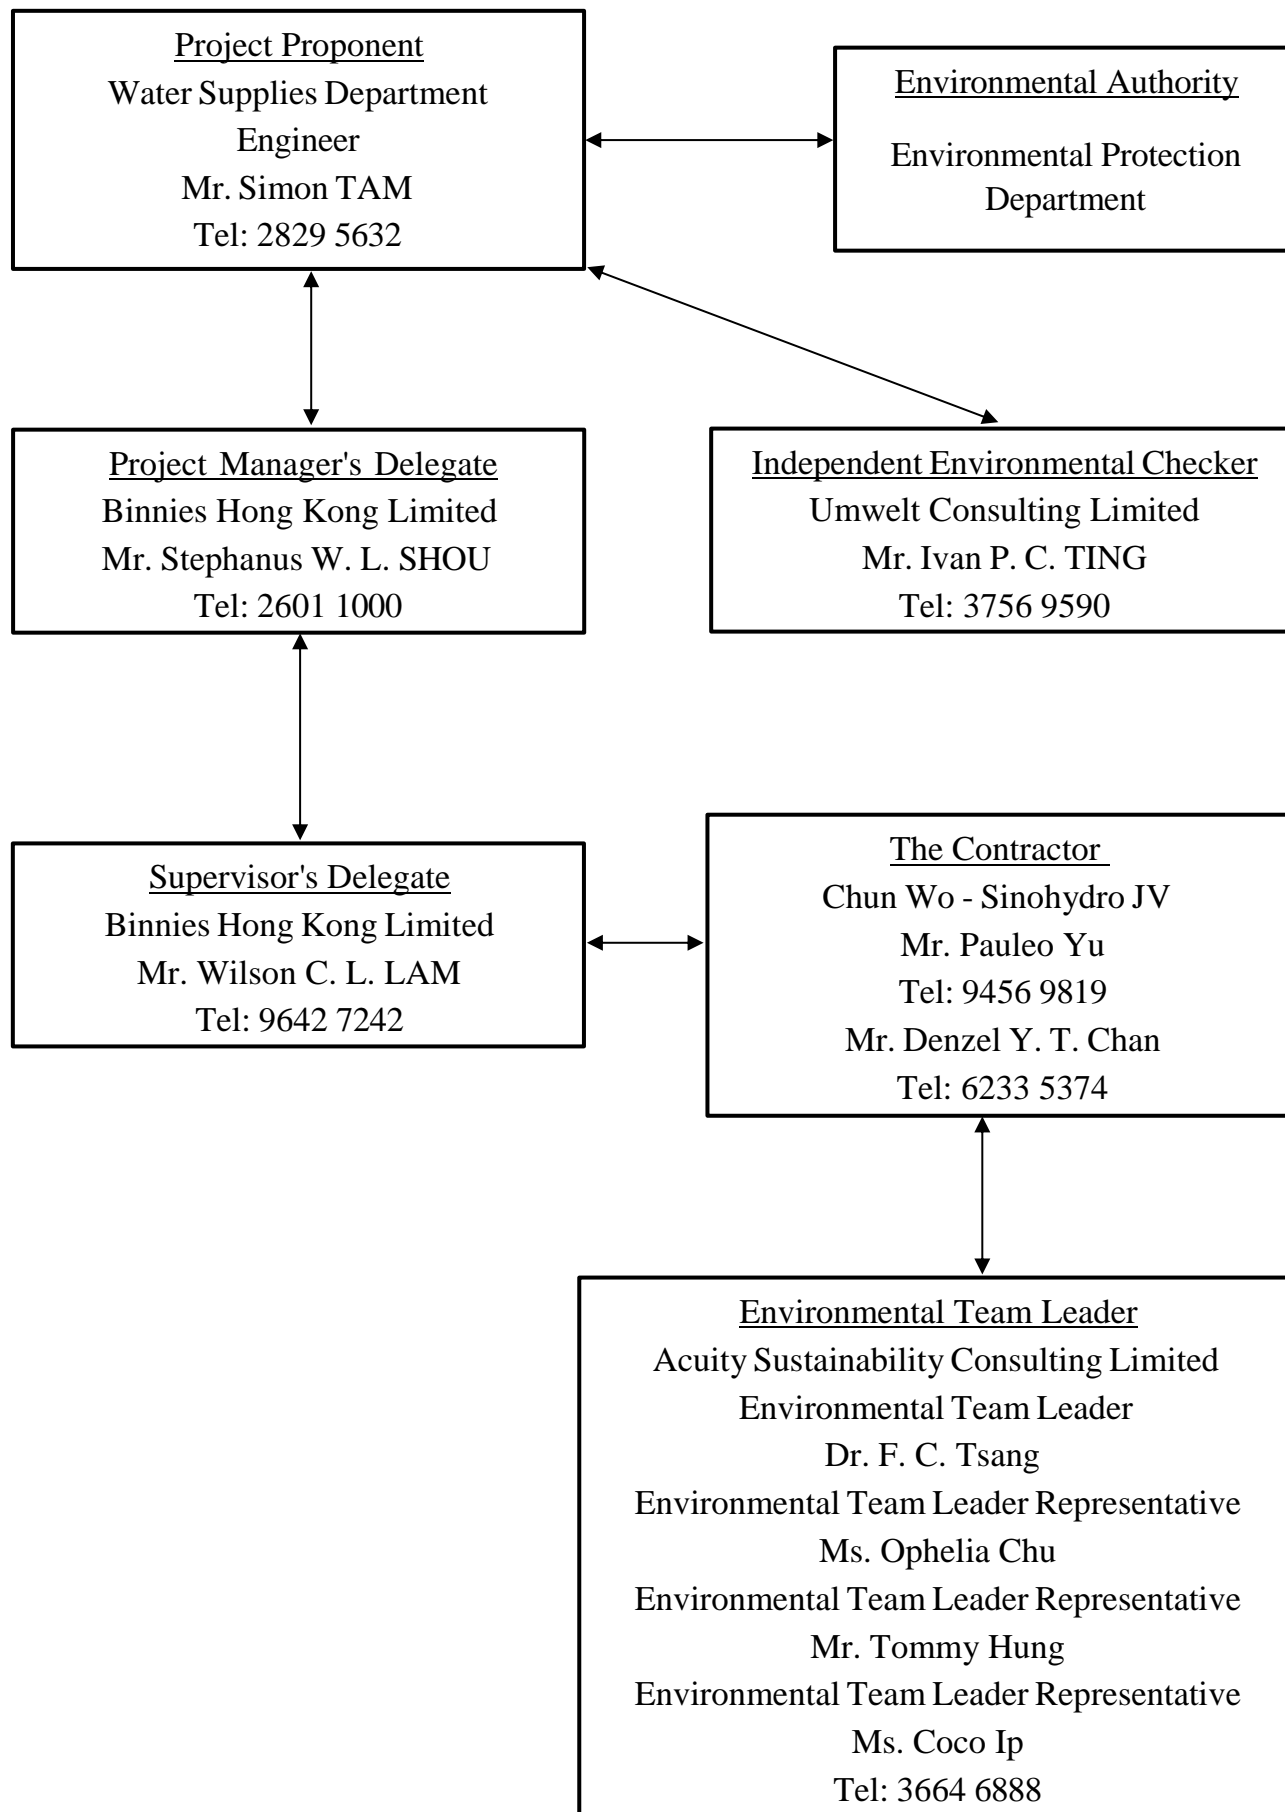 Project Proponent
Water Supplies Department
Engineer
Mr. Simon TAM
Tel: 2829 5632
Environmental Authority
Environmental Protection
Department
Project Manager's Delegate
Binnies Hong Kong Limited
Mr. Stephanus W. L. SHOU
Tel: 2601 1000
Independent Environmental Checker
Umwelt Consulting Limited
Mr. Ivan P. C. TING
Tel: 3756 9590
Supervisor's Delegate
Binnies Hong Kong Limited
Mr. Wilson C. L. LAM
Tel: 9642 7242
The Contractor
Chun Wo - Sinohydro JV
Mr. Pauleo Yu
Tel: 9456 9819
Mr. Denzel Y. T. Chan
Tel: 6233 5374
Environmental Team Leader
Acuity Sustainability Consulting Limited
Environmental Team Leader
Dr. F. C. Tsang
Environmental Team Leader Representative
Ms. Ophelia Chu
Environmental Team Leader Representative
Mr. Tommy Hung
Environmental Team Leader Representative
Ms. Coco Ip
Tel: 3664 6888